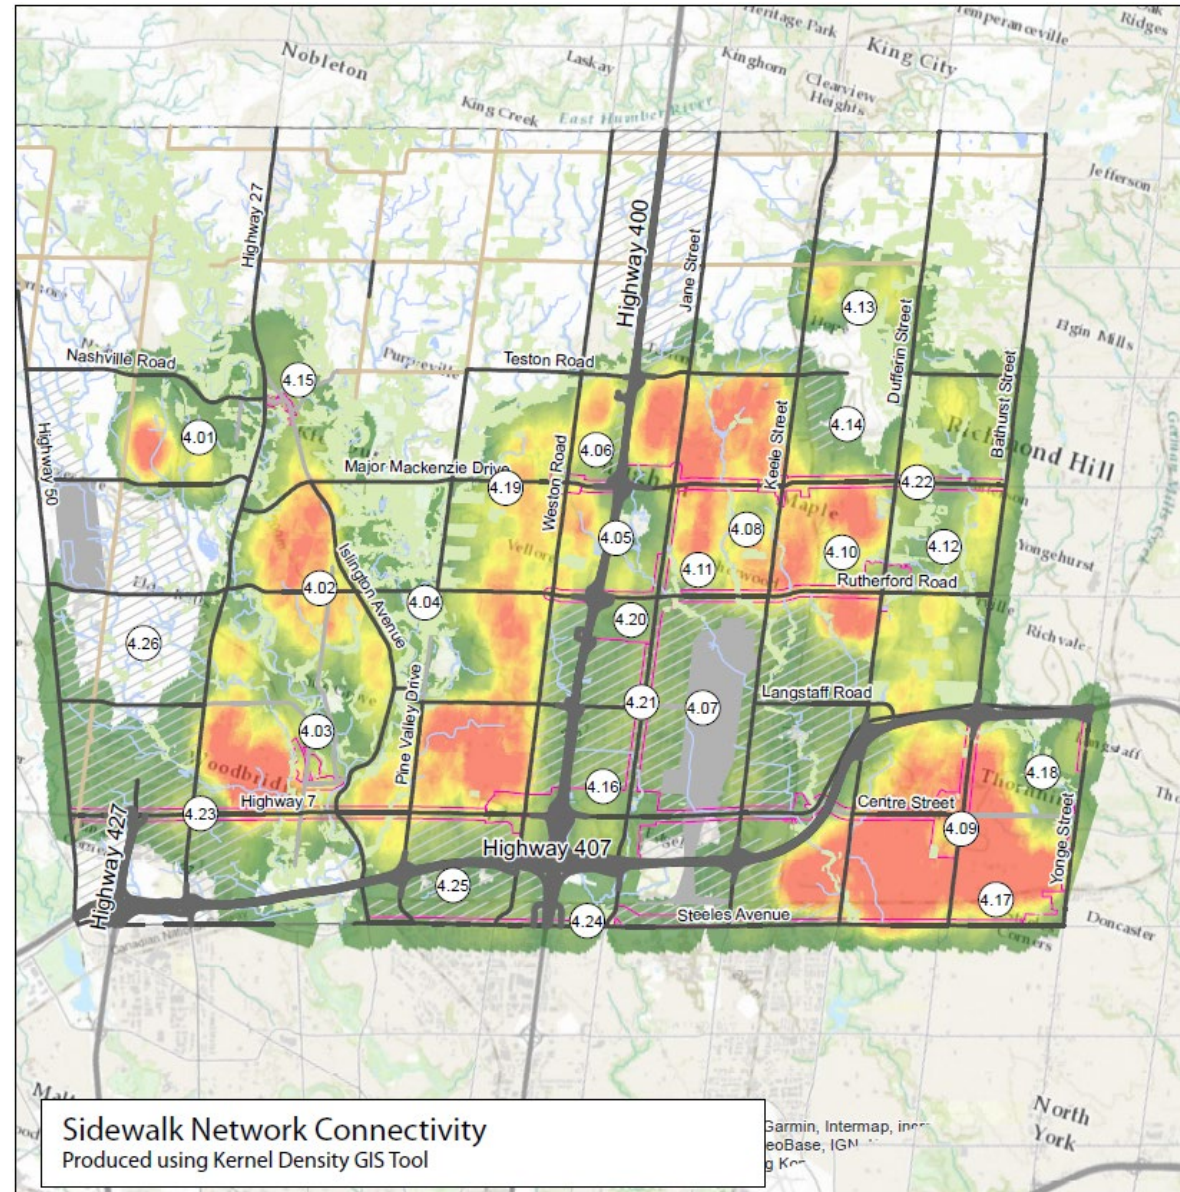 Heritage Park
Temperanceville
Oak
Ridges
Nobleton
Laskay
Kinghorn
King City
Clearview
Heights
King Creek
East Humber River
Jefferson
Highway 27
Highway 400
Jane Street
4.13
Dufferin Street
Elgin Mills
Nashville Road
Purpleville
Teston Road
4.15
Bathurst Street
4.01
Highway 50
4.06
Keele Street
4.14
Richmond Hill
Major Mackenzie Drive
4.19
Weston Road
4.22
Maple
4.05
4.08
4.10
4.12
Yongehurst
Islington Avenue
Vellore
4.11
Rutherford Road
4.02
4.04
4.20
4.26
Richvale
Pine Valley Drive
4.21
4.07
Langstaff Road
4.03
Langstaff
Woodbridge
4.16
4.18
Thornhill
Highway 7
Centre Street
4.23
4.09
Yonge Street
Highway 427
Highway 407
4.25
4.17
Steeles Avenue
4.24
Corners
Doncaster
North
York
Sidewalk Network Connectivity
Produced using Kernel Density GIS Tool
Garmin, Intermap,